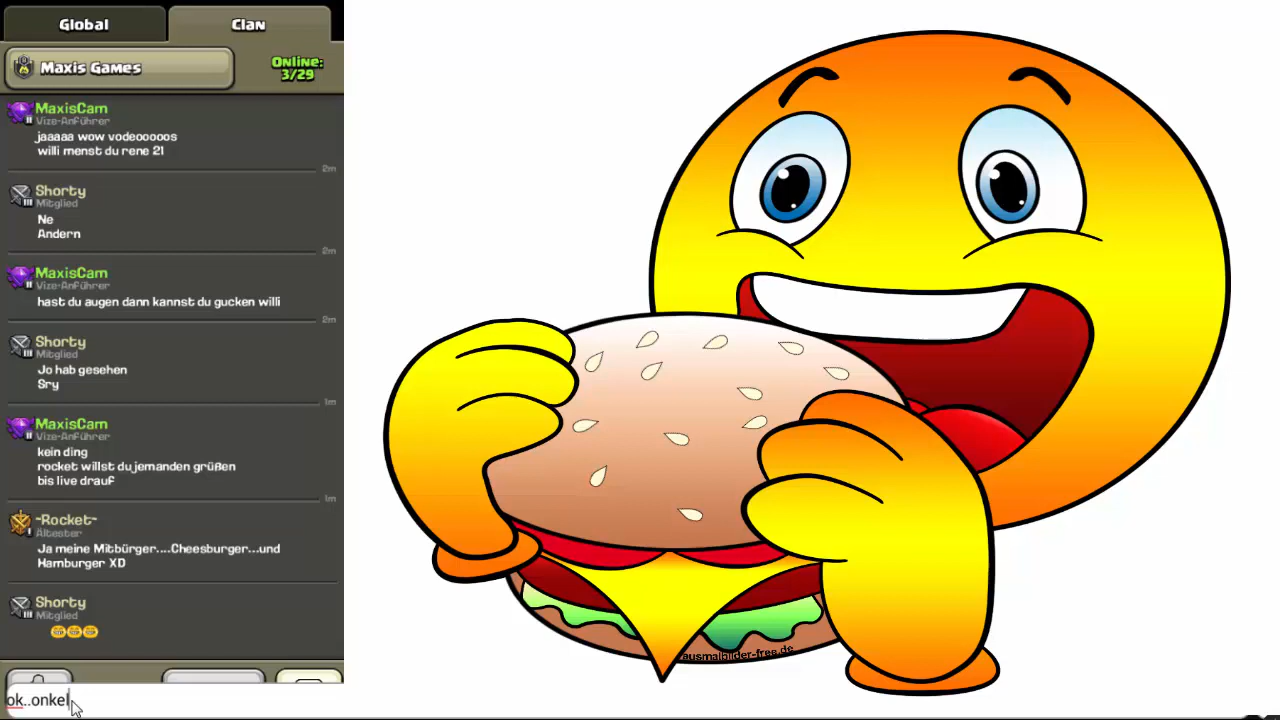 Global
Clan
Maxis Games
Online:
3/29
MaxisCam
Vize-Anführer
jaaaaa wow vodeooooos
willi menst du rene 21
2m
Shorty
Mitglied
Ne
Andern
2m
MaxisCam
Vize-Anführer
hast du augen dann kannst du gucken willi
2m
Shorty
Mitglied
Jo hab gesehen
Sry
1m
MaxisCam
Vize-Anführer
kein ding
rocket willst du jemanden grüßen
bis live drauf
1m
-Rocket-
Ältester
Ja meine Mitbürger....Cheesburger...und
Hamburger XD
Shorty
Mitglied
ok..onkel
ausmalbilder-free.de